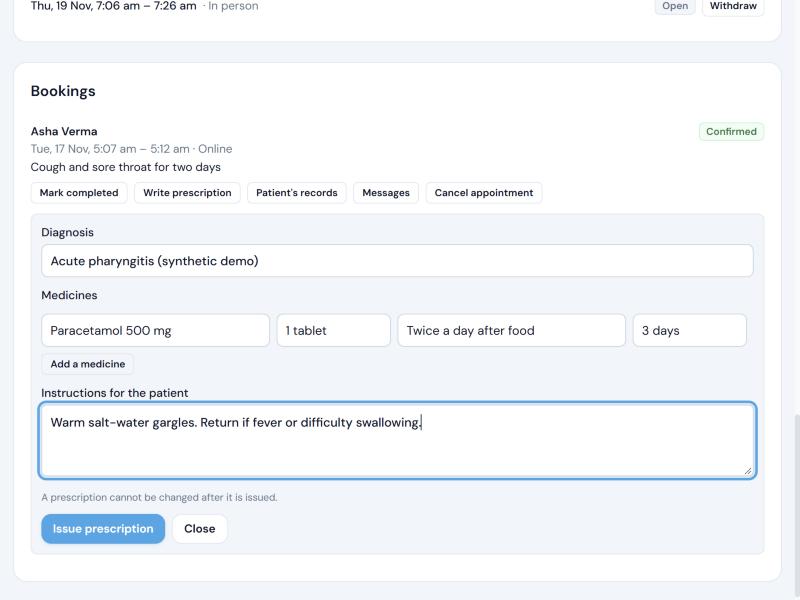 Thu, 19 Nov, 7:06 am – 7:26 am · In person Open Withdraw
Bookings
Asha Verma Confirmed
Tue, 17 Nov, 5:07 am – 5:12 am · Online
Cough and sore throat for two days
Mark completed Write prescription Patient's records Messages Cancel appointment
Diagnosis
Acute pharyngitis (synthetic demo)
Medicines
Paracetamol 500 mg 1 tablet Twice a day after food 3 days
Add a medicine
Instructions for the patient
Warm salt-water gargles. Return if fever or difficulty swallowing.
A prescription cannot be changed after it is issued.
Issue prescription Close